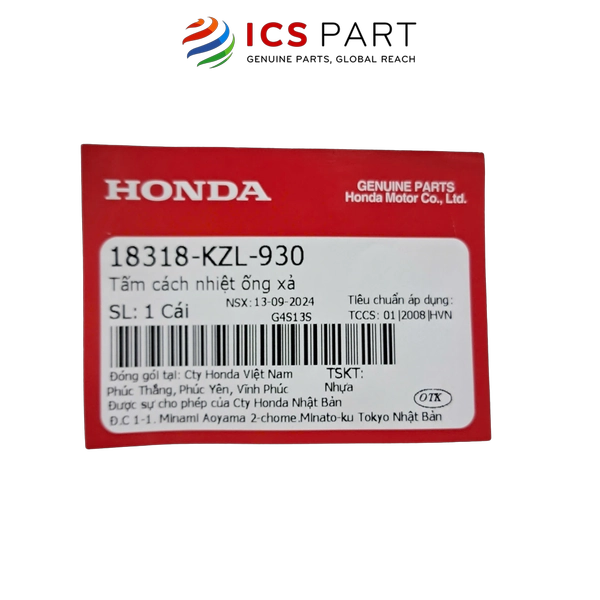 ICS PART
GENUINE PARTS, GLOBAL REACH
HONDA
GENUINE PARTS
Honda Motor Co., Ltd.
18318-KZL-930
Tấm cách nhiệt ống xả
SL: 1 Cái
NSX: 13-09-2024
G4S13S
Tiêu chuẩn áp dụng:
TCCS: 01|2008|HVN
Đóng gói tại: Cty Honda Việt Nam
Phúc Thắng, Phúc Yên, Vĩnh Phúc
TSKT:
Nhựa
Được sự cho phép của Cty Honda Nhật Bản
Đ.C 1-1. Minami Aoyama 2-chome.Minato-ku Tokyo Nhật Bản
OTK